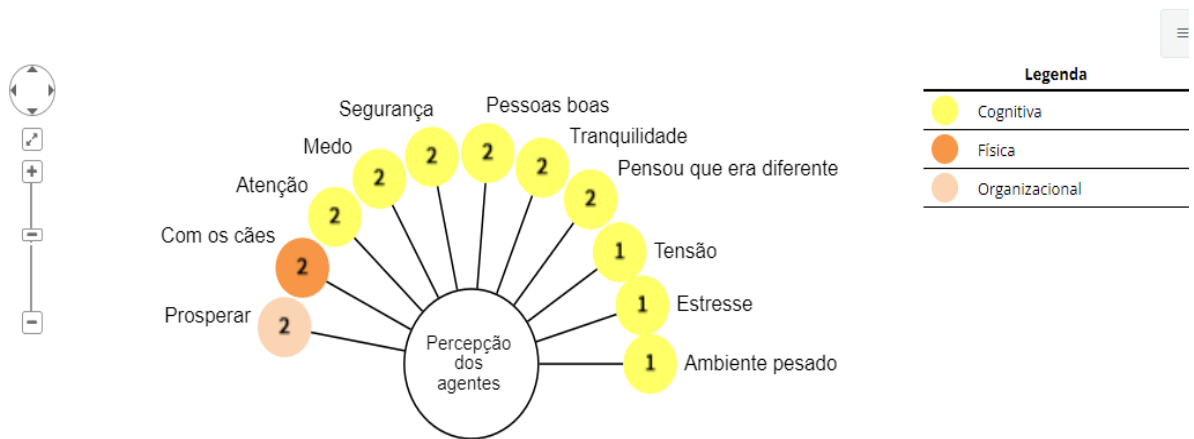 ≡
Legenda
Cognitiva
Física
Organizacional
Pessoas boas
Segurança
Tranquilidade
Medo
Pensou que era diferente
Atenção
Com os cães
Tensão
Prosperar
Estresse
Ambiente pesado
2
2
2
2
2
2
2
2
1
1
1
Percepção
dos
agentes